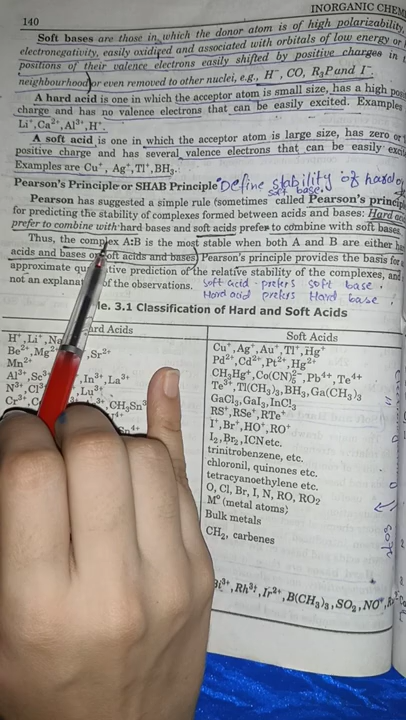 140
INORGANIC CHEM
Soft bases are those in which the donor atom is of high polarizability,
electronegativity, easily oxidized and associated with orbitals of low energy or
positions of their valence electrons easily shifted by positive charges in
neighbourhood or even removed to other nuclei, e.g., H⁻, CO, R₃P and I⁻
A hard acid is one in which the acceptor atom is small size, has a high
charge and has no valence electrons that can be easily excited. Examples
Li⁺,Ca²⁺,Al³⁺,H⁺.
A soft acid is one in which the acceptor atom is large size, has zero or
positive charge and has several valence electrons that can be easily
Examples are Cu⁺, Ag⁺,Tl⁺,BH₃.
Pearson's Principle or SHAB Principle Define stability of hard
soft base.
Pearson has suggested a simple rule (sometimes called Pearson's
for predicting the stability of complexes formed between acids and bases: Hard
prefer to combine with hard bases and soft acids prefer to combine with soft bases.
Thus, the complex A:B is the most stable when both A and B are either
acids and bases or soft acids and bases. Pearson's principle provides the basis for
approximate prediction of the relative stability of the complexes, and
not an explanation of the observations. Soft acid - prefers soft base.
Hard acid prefers Hard base
3.1 Classification of Hard and Soft Acids
Acids
Soft Acids
H⁺,Li⁺
Be²⁺,Mg²⁺
,Sr²⁺
Mn²⁺
Al³⁺
,In³⁺,La³⁺
,Lu³⁺
Cr³⁺
Cu⁺,Ag⁺,Au⁺,Tl⁺,Hg⁺
Pd²⁺,Cd²⁺,Pt²⁺,Hg²⁺
CH₃Hg⁺,Co(CN)₅²⁻,Pb⁴⁺,Te⁴⁺
Te³⁺,Tl(CH₃)₃,BH₃,Ga(CH₃)₃
GaCl₃,GaI₃,InCl₃
RS⁺,RSe⁺,RTe⁺
I⁺,Br⁺,HO⁺,RO⁺
I₂,Br₂,ICN etc.
trinitrobenzene, etc.
chloronil, quinones etc.
tetracyanoethylene etc.
O, Cl, Br, I, N, RO, RO₂
M⁰ (metal atoms)
Bulk metals
CH₂, carbenes
,Rh³⁺,Ir²⁺,B(CH₃)₃,SO₂,NO⁺